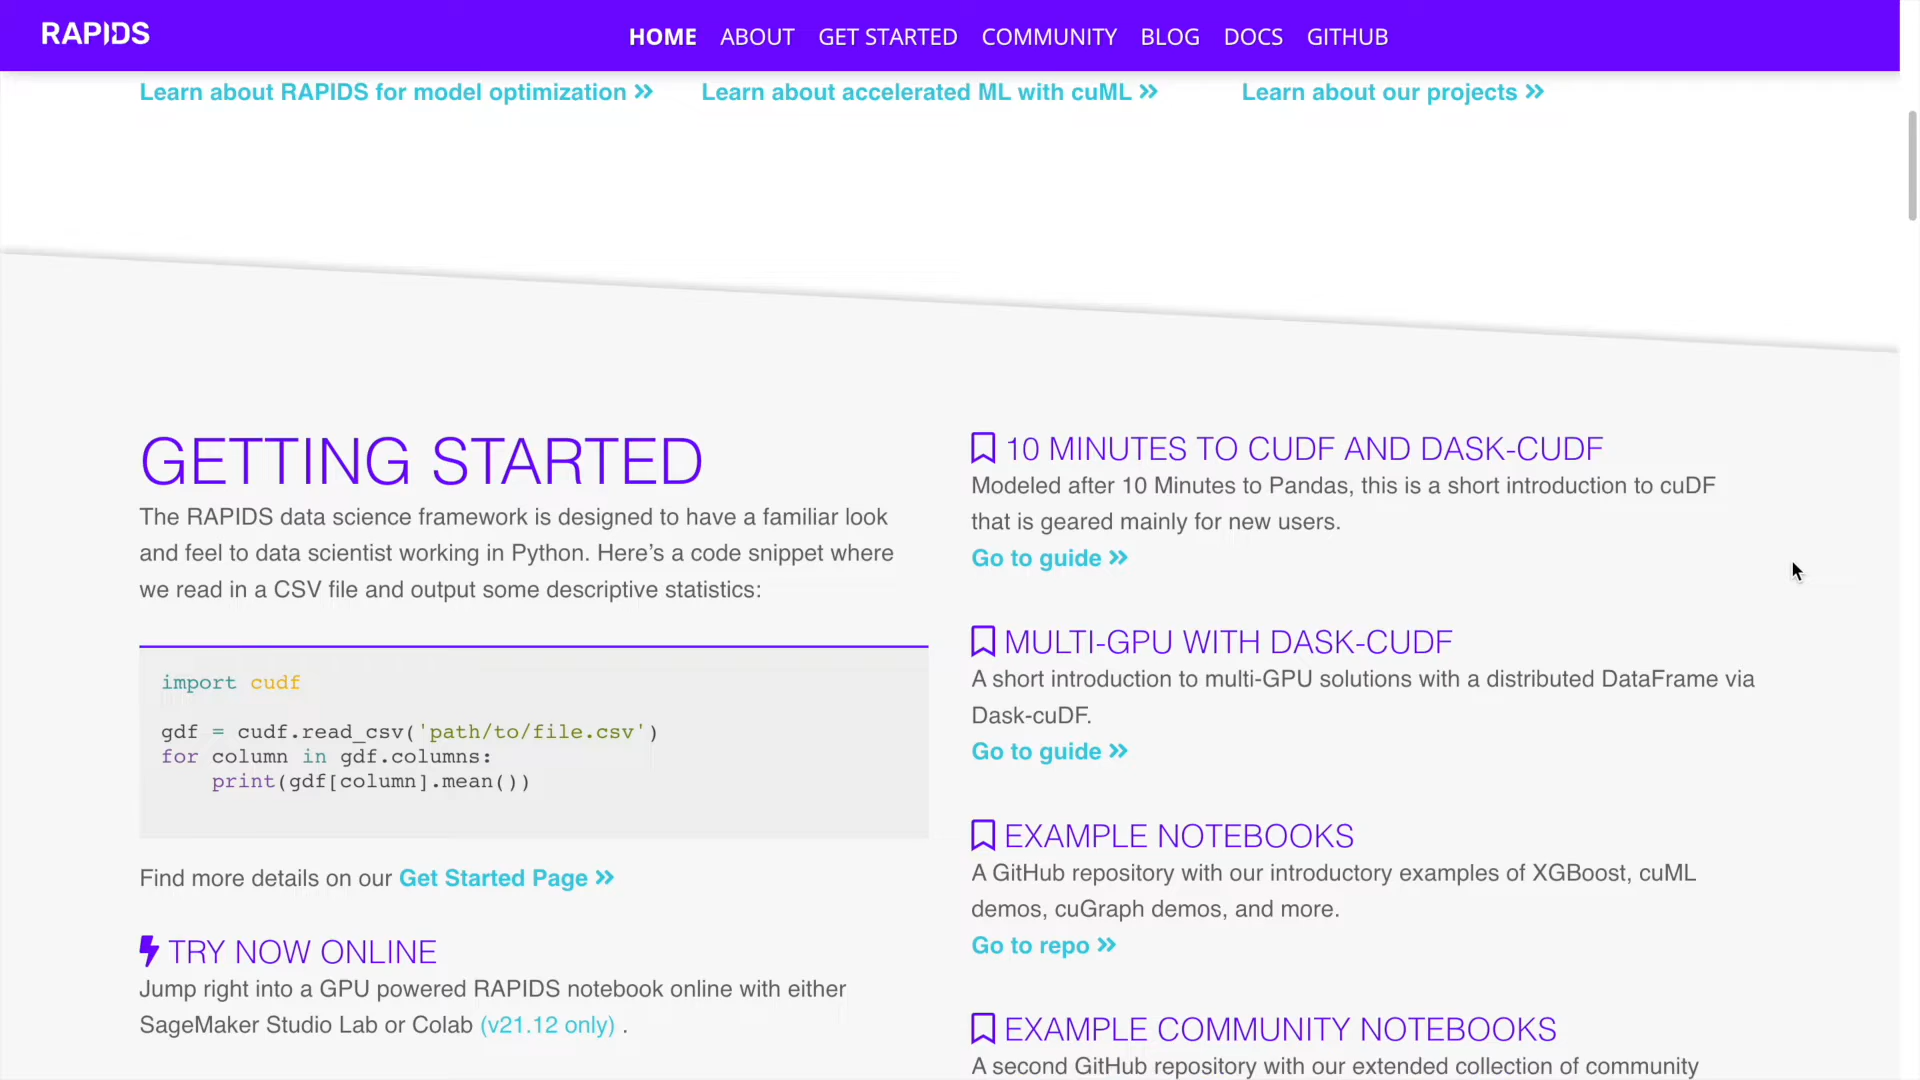 RAPIDS
HOME ABOUT GET STARTED COMMUNITY BLOG DOCS GITHUB
Learn about RAPIDS for model optimization
Learn about accelerated ML with cuML
Learn about our projects
GETTING STARTED
The RAPIDS data science framework is designed to have a familiar look
and feel to data scientist working in Python. Here’s a code snippet where
we read in a CSV file and output some descriptive statistics:
import cudf
gdf = cudf.read_csv('path/to/file.csv')
for column in gdf.columns:
    print(gdf[column].mean())
Find more details on our Get Started Page
TRY NOW ONLINE
Jump right into a GPU powered RAPIDS notebook online with either
SageMaker Studio Lab or Colab (v21.12 only) .
10 MINUTES TO CUDF AND DASK-CUDF
Modeled after 10 Minutes to Pandas, this is a short introduction to cuDF
that is geared mainly for new users.
Go to guide
MULTI-GPU WITH DASK-CUDF
A short introduction to multi-GPU solutions with a distributed DataFrame via
Dask-cuDF.
Go to guide
EXAMPLE NOTEBOOKS
A GitHub repository with our introductory examples of XGBoost, cuML
demos, cuGraph demos, and more.
Go to repo
EXAMPLE COMMUNITY NOTEBOOKS
A second GitHub repository with our extended collection of community